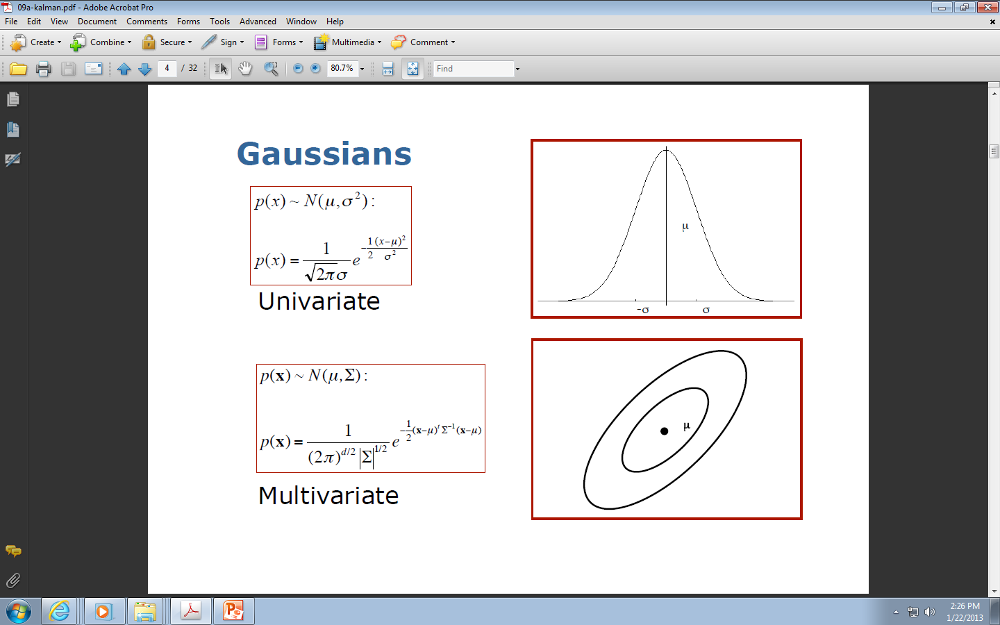 09a-kalman.pdf - Adobe Acrobat Pro
File Edit View Document Comments Forms Tools Advanced Window Help
Create Combine Secure Sign Forms Multimedia Comment
4 / 32 80.7% Find
Gaussians
p(x) ~ N(μ,σ²):
p(x) = 1/(√2π σ) e^(-1/2 (x-μ)²/σ²)
Univariate
μ
-σ σ
p(𝐱) ~ N(μ,Σ):
p(𝐱) = 1/((2π)^(d/2) |Σ|^(1/2)) e^(-1/2 (𝐱-μ)^t Σ^(-1) (𝐱-μ))
Multivariate
μ
2:26 PM
1/22/2013